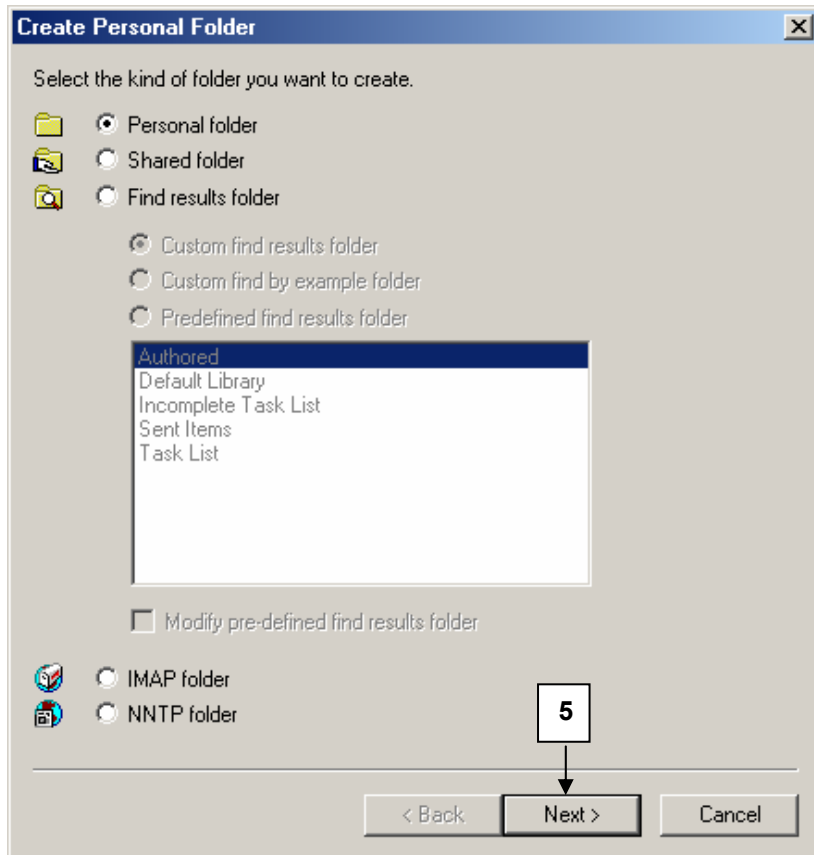 Create Personal Folder
Select the kind of folder you want to create.
Personal folder
Shared folder
Find results folder
Custom find results folder
Custom find by example folder
Predefined find results folder
Authored
Default Library
Incomplete Task List
Sent Items
Task List
Modify pre-defined find results folder
IMAP folder
NNTP folder
5
< Back
Next >
Cancel